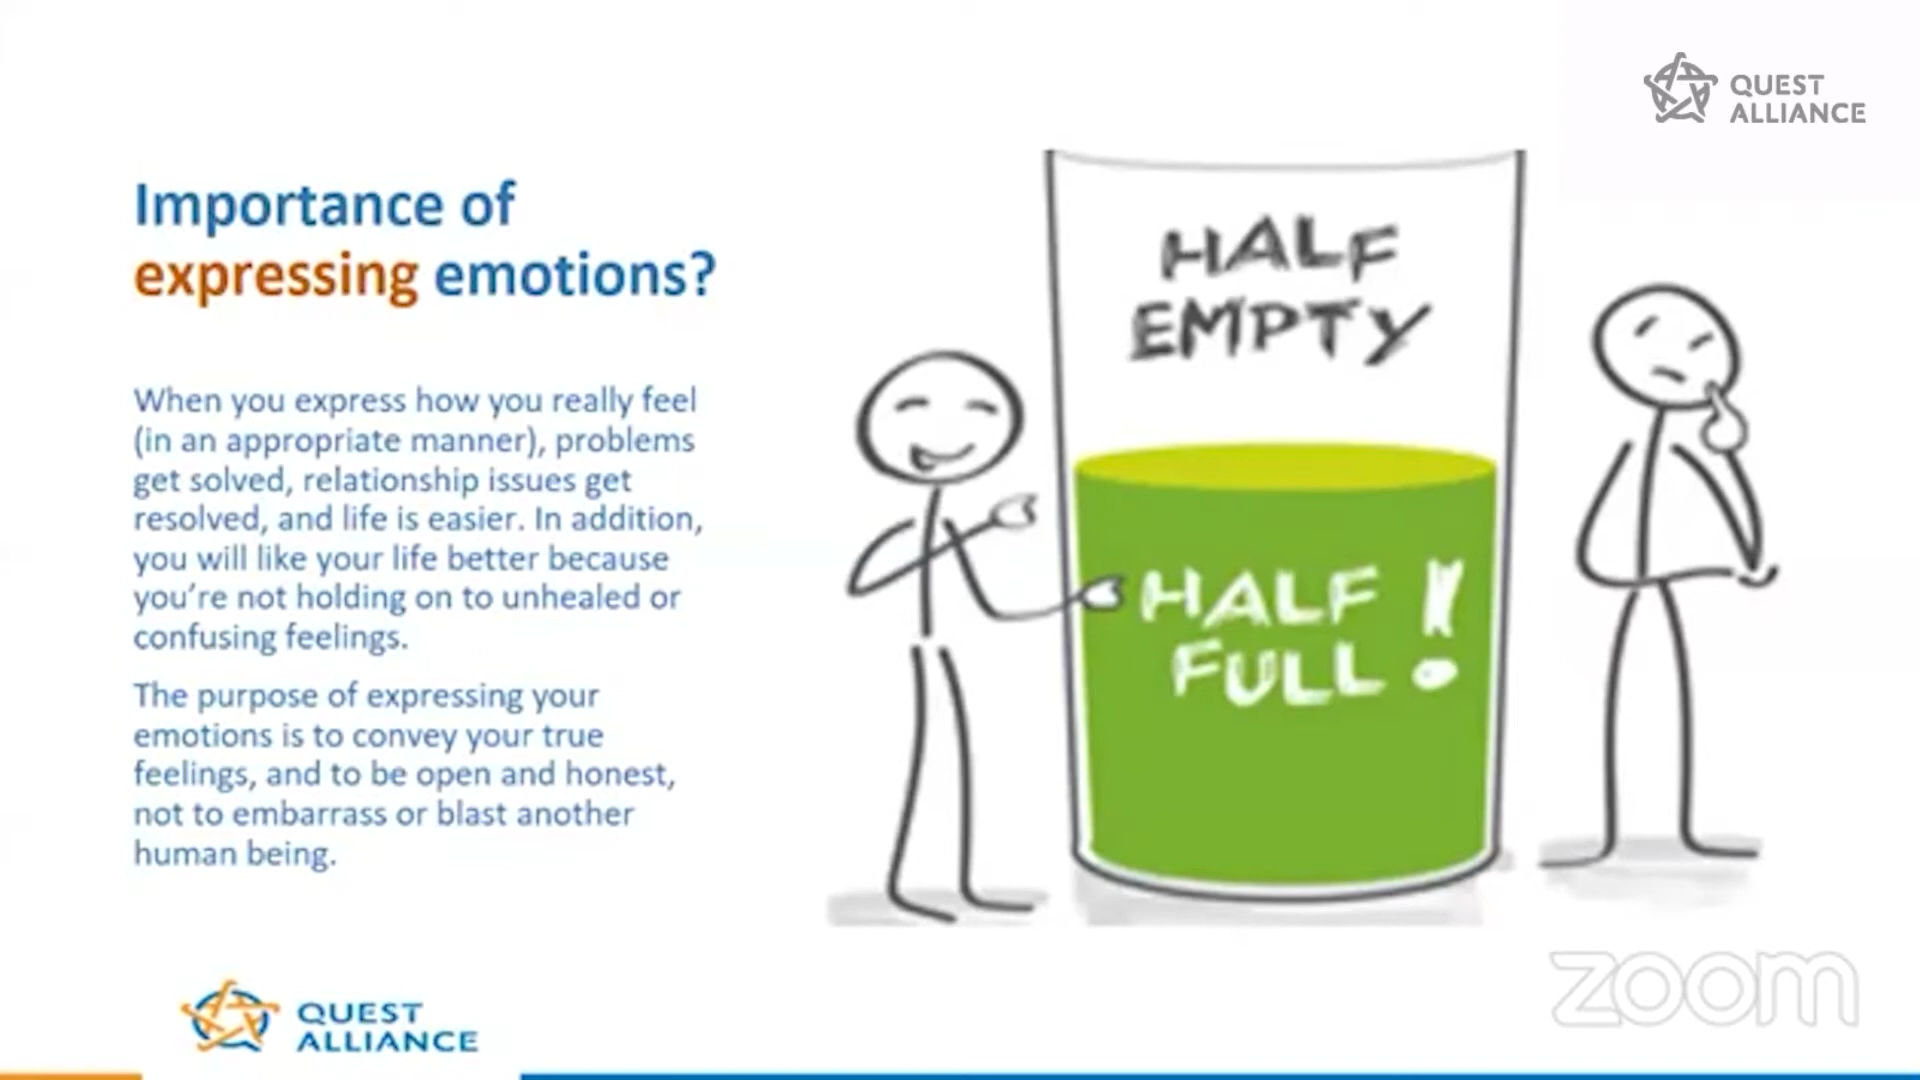 QUEST
ALLIANCE
Importance of
expressing emotions?
When you express how you really feel
(in an appropriate manner), problems
get solved, relationship issues get
resolved, and life is easier. In addition,
you will like your life better because
you're not holding on to unhealed or
confusing feelings.
The purpose of expressing your
emotions is to convey your true
feelings, and to be open and honest,
not to embarrass or blast another
human being.
HALF
EMPTY
HALF !
FULL
QUEST
ALLIANCE
zoom